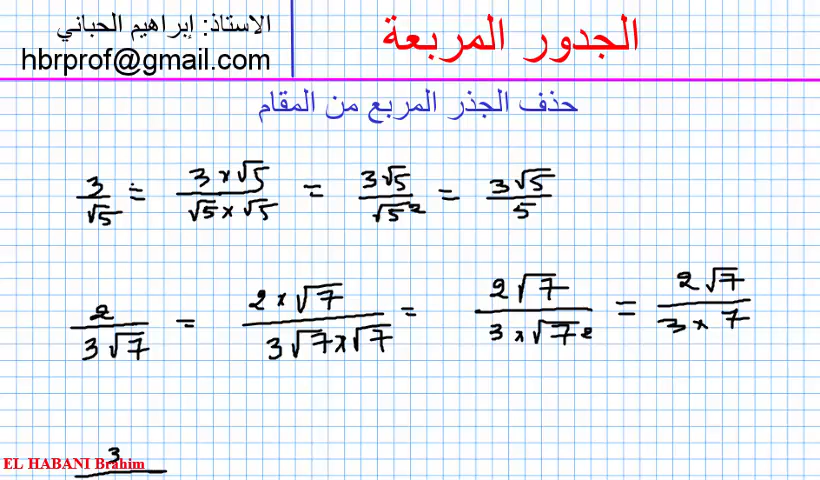 الجدور المربعة
الاستاذ: إبراهيم الحباني
hbrprof@gmail.com
حذف الجذر المربع من المقام
3/√5 = 3×√5/√5×√5 = 3√5/√5² = 3√5/5
2/3√7 = 2×√7/3√7×√7 = 2√7/3×√7² = 2√7/3×7
3
EL HABANI Brahim